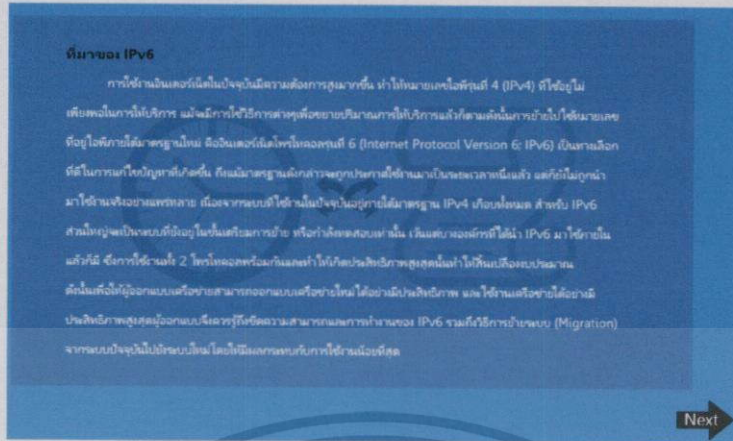 ที่มาของ IPv6
การใช้งานอินเตอร์เน็ตในปัจจุบันมีความต้องการสูงมากขึ้น ทำให้หมายเลขไอพีรุ่นที่ 4 (IPv4) ที่ใช้อยู่ไม่
เพียงพอในการให้บริการ แม้จะมีการใช้วิธีการต่างๆเพื่อขยายปริมาณการให้บริการแล้วก็ตามดังนั้นการย้ายไปใช้หมายเลข
ที่อยู่ไอพีภายใต้มาตรฐานใหม่ คืออินเตอร์เน็ตโพรโทคอลรุ่นที่ 6 (Internet Protocol Version 6: IPv6) เป็นทางเลือก
ที่ดีในการแก้ไขปัญหาที่เกิดขึ้น ถึงแม้มาตรฐานดังกล่าวจะถูกประกาศใช้งานมาเป็นระยะเวลาหนึ่งแล้ว แต่ก็ยังไม่ถูกนำ
มาใช้งานจริงอย่างแพร่หลาย เนื่องจากระบบที่ใช้งานในปัจจุบันอยู่ภายใต้มาตรฐาน IPv4 เกือบทั้งหมด สำหรับ IPv6
ส่วนใหญ่จะเป็นระบบที่ยังอยู่ในขั้นเตรียมการย้าย หรือกำลังทดสอบเท่านั้น เว้นแต่บางองค์กรที่ได้นำ IPv6 มาใช้ภายใน
แล้วก็มี ซึ่งการใช้งานทั้ง 2 โพรโทคอลพร้อมกันและทำให้เกิดประสิทธิภาพสูงสุดนั้นทำให้สิ้นเปลืองงบประมาณ
ดังนั้นเพื่อให้ผู้ออกแบบเครือข่ายสามารถออกแบบเครือข่ายใหม่ได้อย่างมีประสิทธิภาพ และใช้งานเครือข่ายได้อย่างมี
ประสิทธิภาพสูงสุดผู้ออกแบบจึงควรรู้ถึงขีดความสามารถและการทำงานของ IPv6 รวมถึงวิธีการย้ายระบบ (Migration)
จากระบบปัจจุบันไปยังระบบใหม่โดยให้มีผลกระทบกับการใช้งานน้อยที่สุด
Next